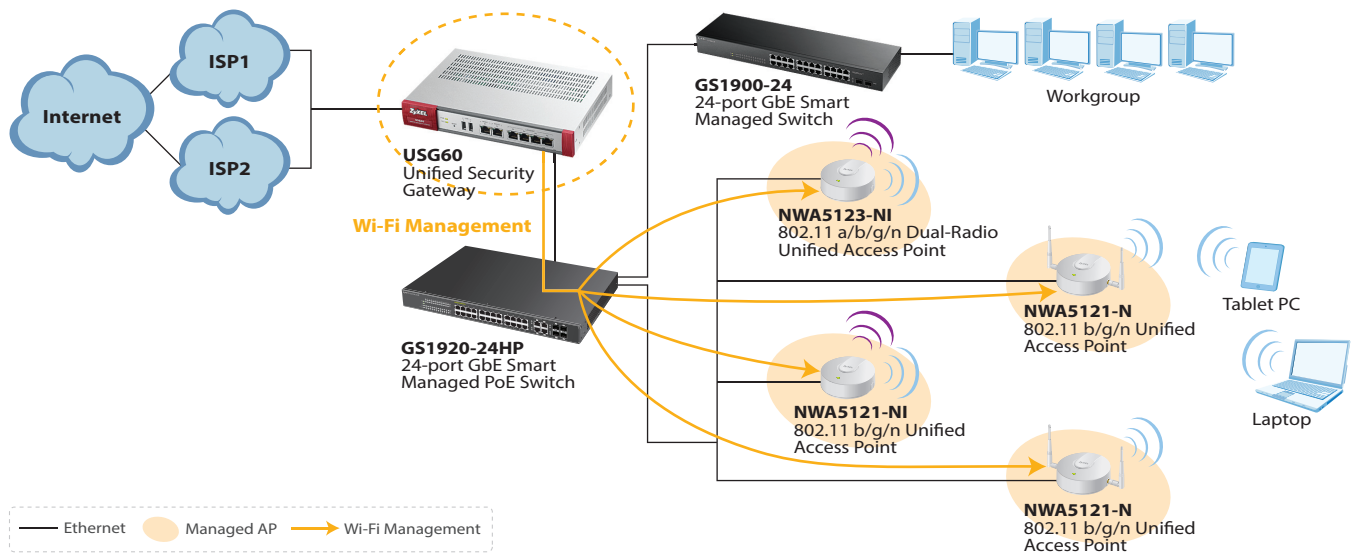 Internet
ISP1
ISP2
ZyXEL
USG60
Unified Security
Gateway
Wi-Fi Management
GS1900-24
24-port GbE Smart
Managed Switch
Workgroup
NWA5123-NI
802.11 a/b/g/n Dual-Radio
Unified Access Point
NWA5121-N
802.11 b/g/n Unified
Access Point
Tablet PC
GS1920-24HP
24-port GbE Smart
Managed PoE Switch
NWA5121-NI
802.11 b/g/n Unified
Access Point
Laptop
NWA5121-N
802.11 b/g/n Unified
Access Point
Ethernet
Managed AP
Wi-Fi Management